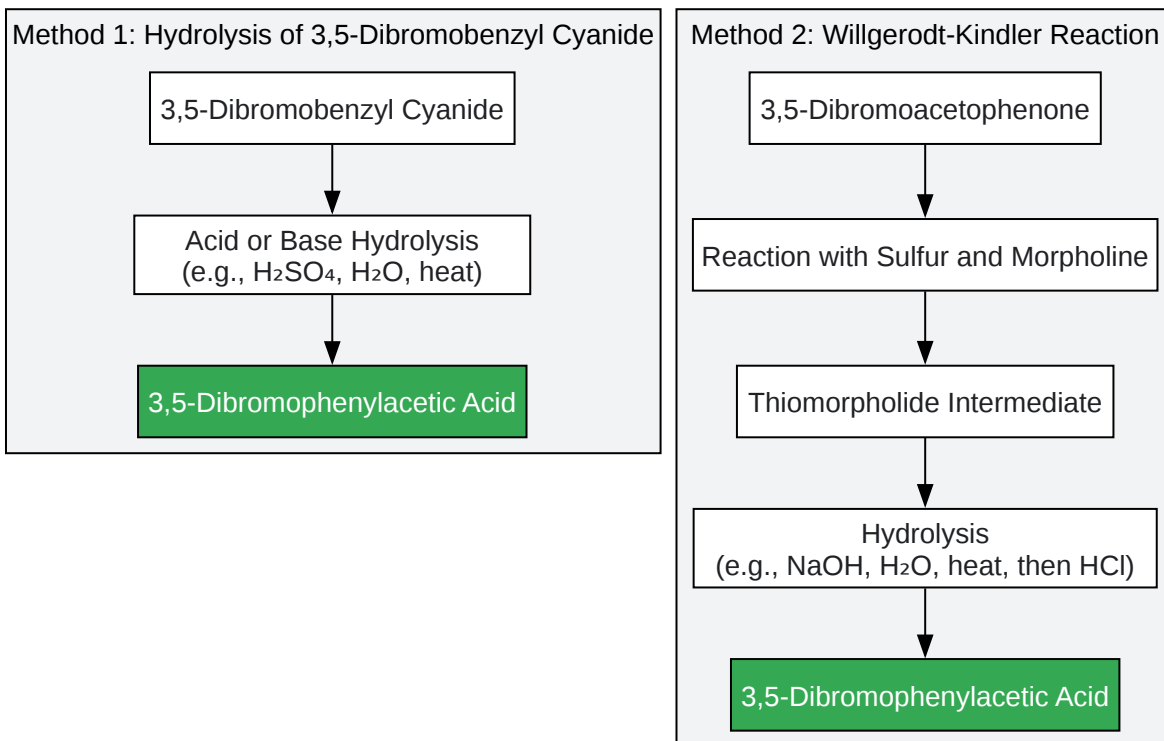 Method 1: Hydrolysis of 3,5-Dibromobenzyl Cyanide
3,5-Dibromobenzyl Cyanide
Acid or Base Hydrolysis
(e.g., H₂SO₄, H₂O, heat)
3,5-Dibromophenylacetic Acid
Method 2: Willgerodt-Kindler Reaction
3,5-Dibromoacetophenone
Reaction with Sulfur and Morpholine
Thiomorpholide Intermediate
Hydrolysis
(e.g., NaOH, H₂O, heat, then HCl)
3,5-Dibromophenylacetic Acid